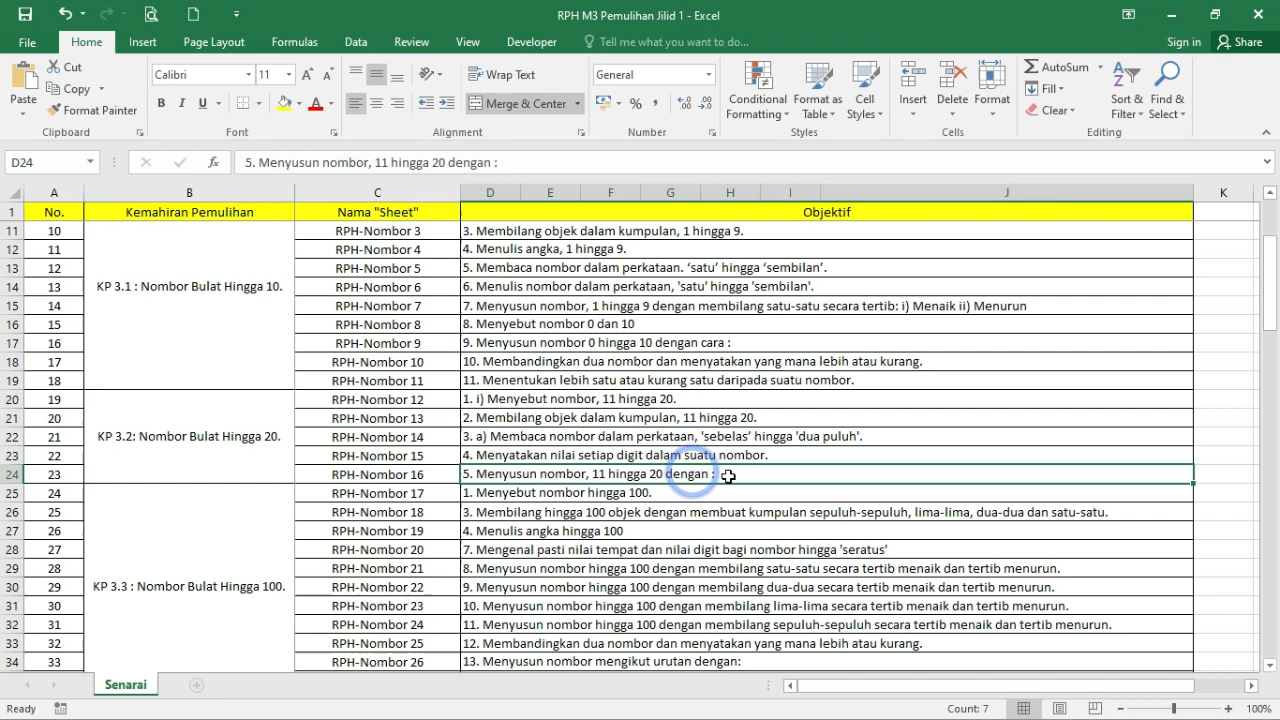 RPH M3 Pemulihan Jilid 1 - Excel
File Home Insert Page Layout Formulas Data Review View Developer Tell me what you want to do... Sign in Share
Cut
Copy
Format Painter
Paste
Clipboard
Calibri 11
B I U
Font
Wrap Text
Merge & Center
Alignment
General
Number
Conditional Formatting
Format as Table
Cell Styles
Styles
Insert Delete Format
Cells
AutoSum
Fill
Clear
Sort & Filter
Find & Select
Editing
D24 fx 5. Menyusun nombor, 11 hingga 20 dengan :
A B C D E F G H I J K
1 No. Kemahiran Pemulihan Nama "Sheet" Objektif
11 10 RPH-Nombor 3 3. Membilang objek dalam kumpulan, 1 hingga 9.
12 11 RPH-Nombor 4 4. Menulis angka, 1 hingga 9.
13 12 RPH-Nombor 5 5. Membaca nombor dalam perkataan. ‘satu’ hingga ‘sembilan’.
14 13 KP 3.1 : Nombor Bulat Hingga 10. RPH-Nombor 6 6. Menulis nombor dalam perkataan, 'satu' hingga 'sembilan'.
15 14 RPH-Nombor 7 7. Menyusun nombor, 1 hingga 9 dengan membilang satu-satu secara tertib: i) Menaik ii) Menurun
16 15 RPH-Nombor 8 8. Menyebut nombor 0 dan 10
17 16 RPH-Nombor 9 9. Menyusun nombor 0 hingga 10 dengan cara :
18 17 RPH-Nombor 10 10. Membandingkan dua nombor dan menyatakan yang mana lebih atau kurang.
19 18 RPH-Nombor 11 11. Menentukan lebih satu atau kurang satu daripada suatu nombor.
20 19 RPH-Nombor 12 1. i) Menyebut nombor, 11 hingga 20.
21 20 RPH-Nombor 13 2. Membilang objek dalam kumpulan, 11 hingga 20.
22 21 KP 3.2: Nombor Bulat Hingga 20. RPH-Nombor 14 3. a) Membaca nombor dalam perkataan, 'sebelas’ hingga 'dua puluh'.
23 22 RPH-Nombor 15 4. Menyatakan nilai setiap digit dalam suatu nombor.
24 23 RPH-Nombor 16 5. Menyusun nombor, 11 hingga 20 dengan :
25 24 RPH-Nombor 17 1. Menyebut nombor hingga 100.
26 25 RPH-Nombor 18 3. Membilang hingga 100 objek dengan membuat kumpulan sepuluh-sepuluh, lima-lima, dua-dua dan satu-satu.
27 26 RPH-Nombor 19 4. Menulis angka hingga 100
28 27 RPH-Nombor 20 7. Mengenal pasti nilai tempat dan nilai digit bagi nombor hingga 'seratus'
29 28 RPH-Nombor 21 8. Menyusun nombor hingga 100 dengan membilang satu-satu secara tertib menaik dan tertib menurun.
30 29 KP 3.3 : Nombor Bulat Hingga 100. RPH-Nombor 22 9. Menyusun nombor hingga 100 dengan membilang dua-dua secara tertib menaik dan tertib menurun.
31 30 RPH-Nombor 23 10. Menyusun nombor hingga 100 dengan membilang lima-lima secara tertib menaik dan tertib menurun.
32 31 RPH-Nombor 24 11. Menyusun nombor hingga 100 dengan membilang sepuluh-sepuluh secara tertib menaik dan tertib menurun.
33 32 RPH-Nombor 25 12. Membandingkan dua nombor dan menyatakan yang mana lebih atau kurang.
34 33 RPH-Nombor 26 13. Menyusun nombor mengikut urutan dengan:
Senarai
Ready Count: 7 100%